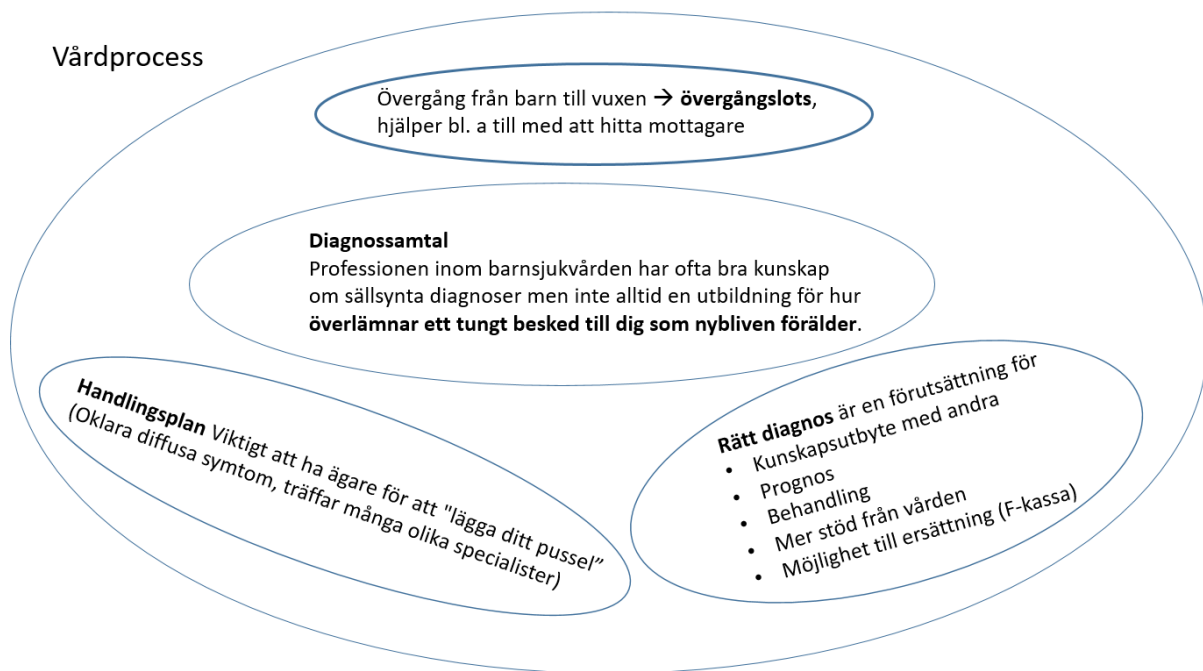 Vårdprocess
Övergång från barn till vuxen → övergångslots,
hjälper bl. a till med att hitta mottagare
Diagnossamtal
Professionen inom barnsjukvården har ofta bra kunskap
om sällsynta diagnoser men inte alltid en utbildning för hur
överlämnar ett tungt besked till dig som nybliven förälder.
Handlingsplan Viktigt att ha ägare för att "lägga ditt pussel”
(Oklara diffusa symtom, träffar många olika specialister)
Rätt diagnos är en förutsättning för
• Kunskapsutbyte med andra
• Prognos
• Behandling
• Mer stöd från vården
• Möjlighet till ersättning (F-kassa)